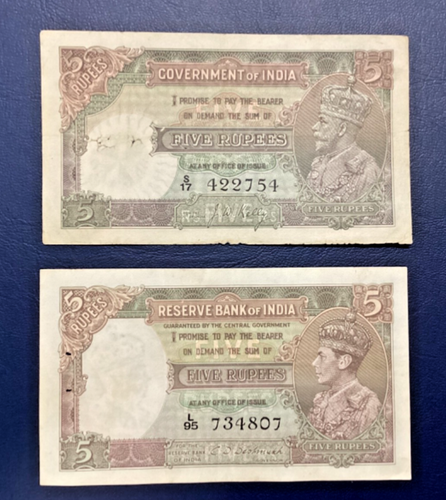 5 RUPEES
5
GOVERNMENT OF INDIA
I PROMISE TO PAY THE BEARER
ON DEMAND THE SUM OF
FIVE RUPEES
AT ANY OFFICE OF ISSUE
S/17 422754
5
FIVE RUPEES
5 RUPEES
5
RESERVE BANK OF INDIA
GUARANTEED BY THE CENTRAL GOVERNMENT
I PROMISE TO PAY THE BEARER
FIVE
ON DEMAND THE SUM OF
FIVE RUPEES
AT ANY OFFICE OF ISSUE
L/95 734807
5
FIVE RUPEES